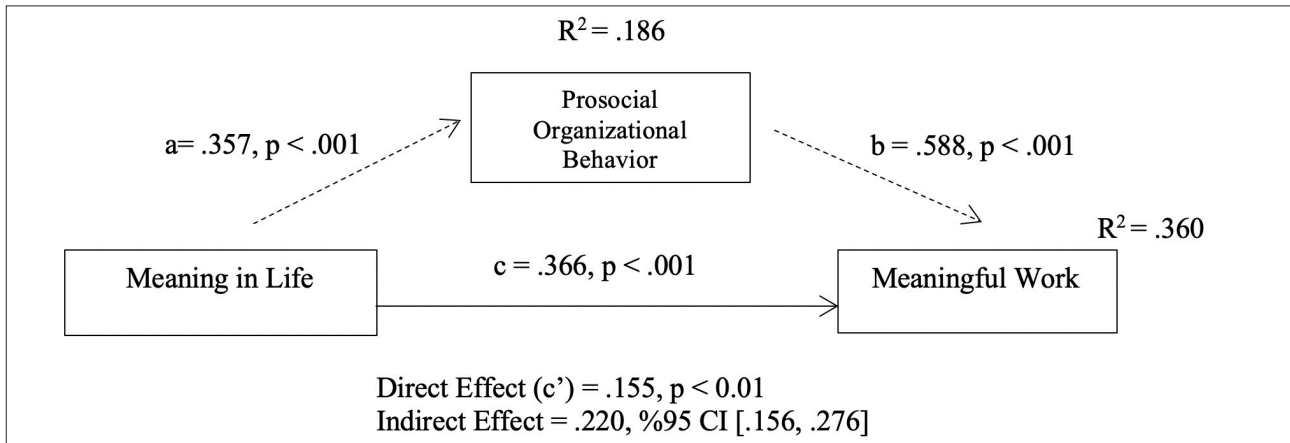 R² = .186
Prosocial
Organizational
Behavior
a= .357, p < .001
b = .588, p < .001
R² = .360
Meaning in Life
c = .366, p < .001
Meaningful Work
Direct Effect (c’) = .155, p < 0.01
Indirect Effect = .220, %95 CI [.156, .276]